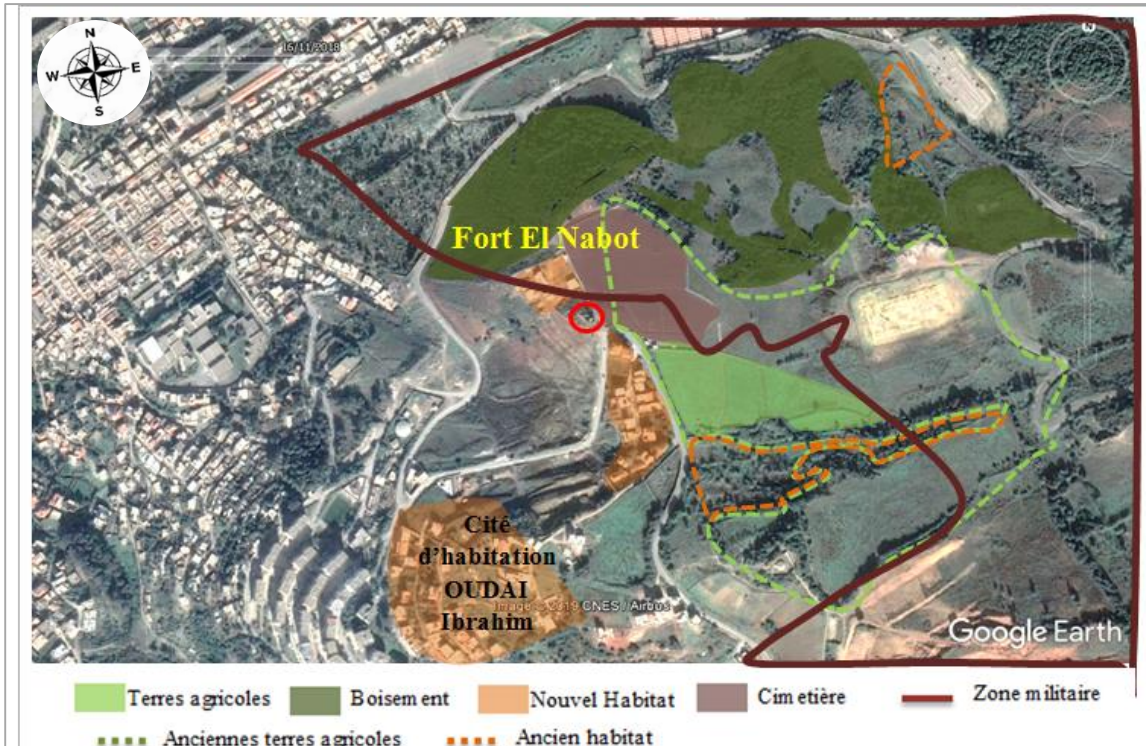 N
W E
S
16/11/2018
Fort El Nabot
Cité
d'habitation
OUDAI
Ibrahim
Image © 2019 CNES / Airbus
Google Earth
Terres agricoles Boisement Nouvel Habitat Cimetière Zone militaire
Anciennes terres agricoles Ancien habitat